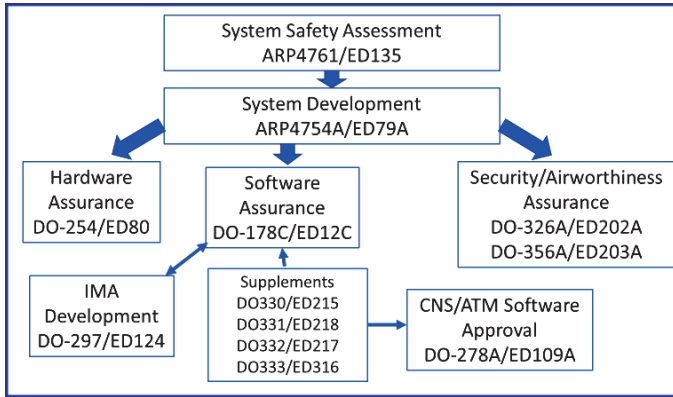 System Safety Assessment
ARP4761/ED135
System Development
ARP4754A/ED79A
Hardware
Assurance
DO-254/ED80
Software
Assurance
DO-178C/ED12C
Security/Airworthiness
Assurance
DO-326A/ED202A
DO-356A/ED203A
IMA
Development
DO-297/ED124
Supplements
DO330/ED215
DO331/ED218
DO332/ED217
DO333/ED316
CNS/ATM Software
Approval
DO-278A/ED109A